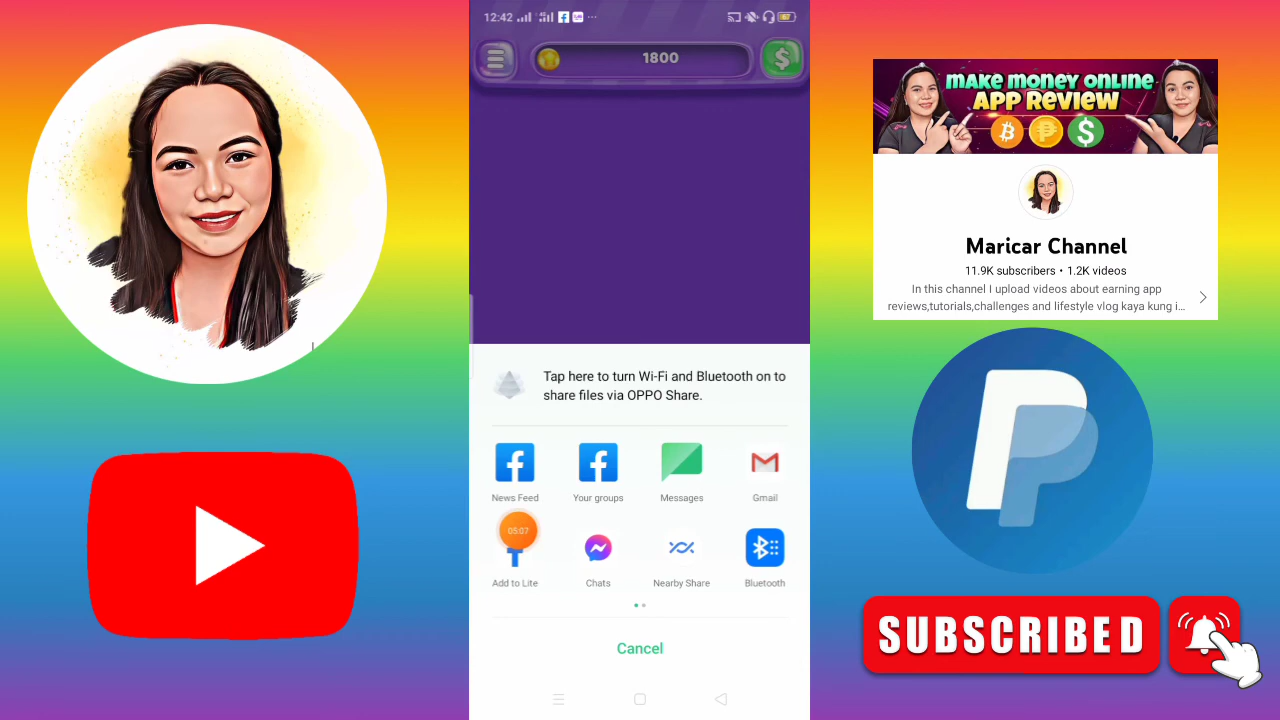 12:42
1800
Tap here to turn Wi-Fi and Bluetooth on to
share files via OPPO Share.
News Feed
Your groups
Messages
Gmail
05:07
Add to Lite
Chats
Nearby Share
Bluetooth
Cancel
MAKE MONEY ONLINE
APP REVIEW
Maricar Channel
11.9K subscribers • 1.2K videos
In this channel I upload videos about earning app
reviews,tutorials,challenges and lifestyle vlog kaya kung i...
SUBSCRIBED